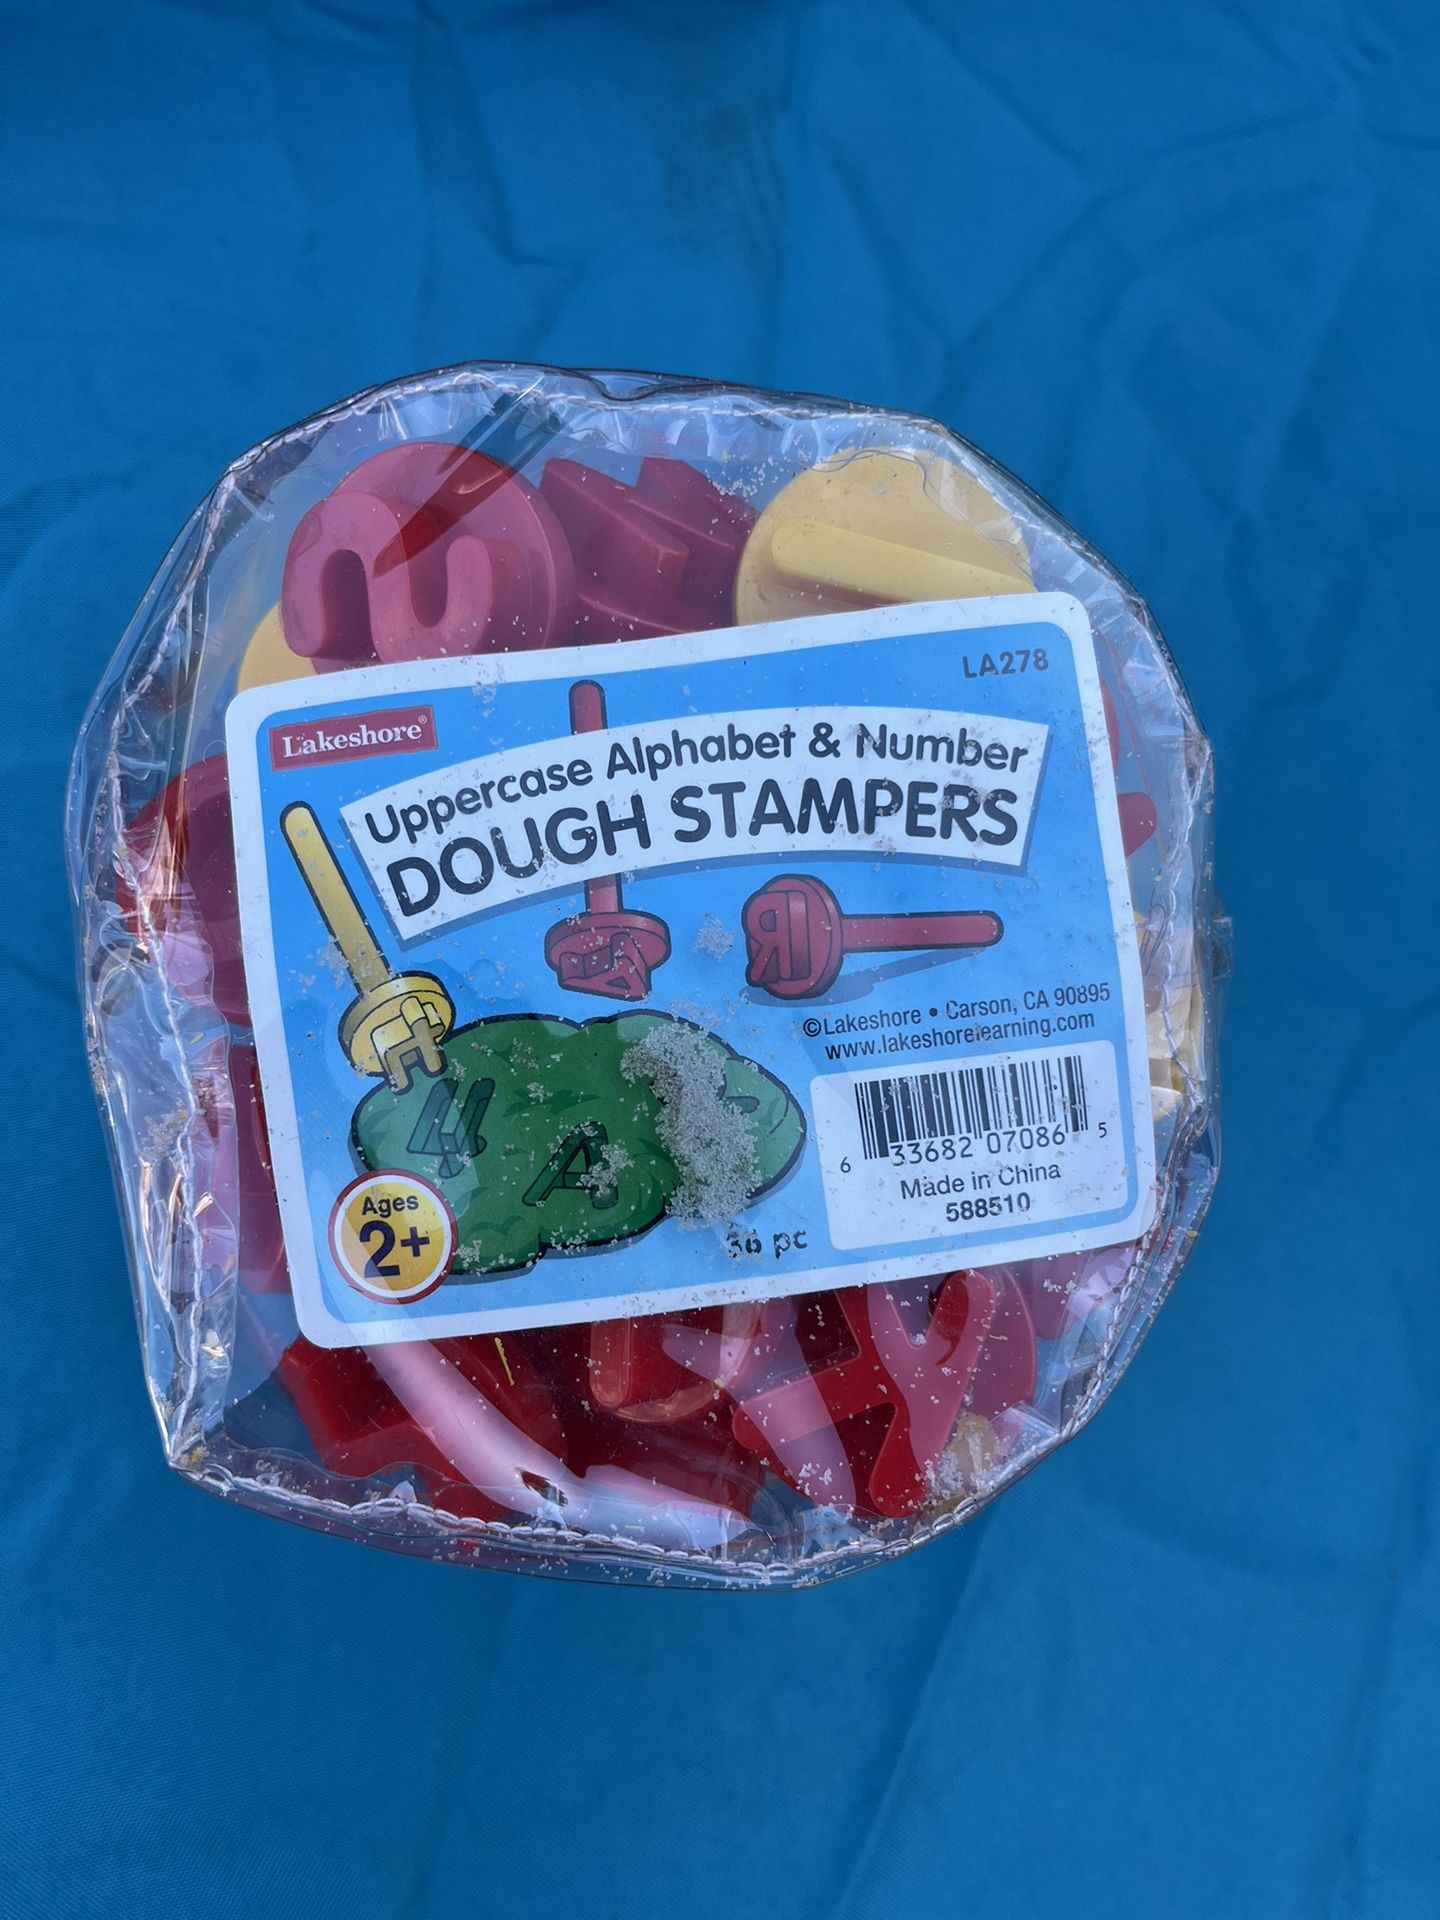 LA278
Lakeshore®
Uppercase Alphabet & Number
DOUGH STAMPERS
©Lakeshore • Carson, CA 90895
www.lakeshorelearning.com
6 33682 07086 5
Made in China
588510
Ages
2+
36 pc
4 A
R